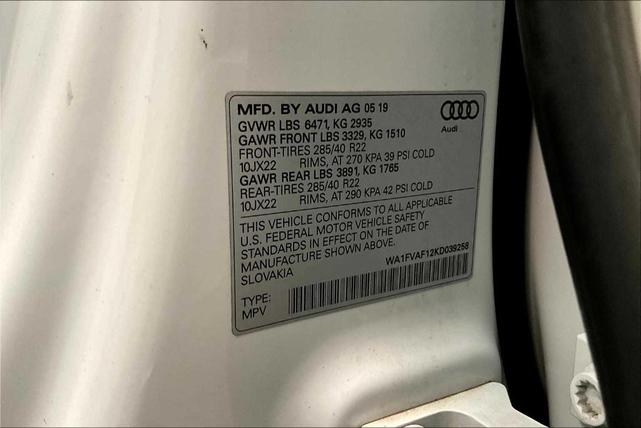 MFD. BY AUDI AG 05 19
GVWR LBS 6471, KG 2935
GAWR FRONT LBS 3329, KG 1510
FRONT-TIRES 285/40 R22
10JX22 RIMS, AT 270 KPA 39 PSI COLD
GAWR REAR LBS 3891, KG 1765
REAR-TIRES 285/40 R22
10JX22 RIMS, AT 290 KPA 42 PSI COLD
Audi
THIS VEHICLE CONFORMS TO ALL APPLICABLE
U.S. FEDERAL MOTOR VEHICLE SAFETY
STANDARDS IN EFFECT ON THE DATE OF
MANUFACTURE SHOWN ABOVE.
SLOVAKIA
WA1FVAF12KD039258
TYPE:
MPV